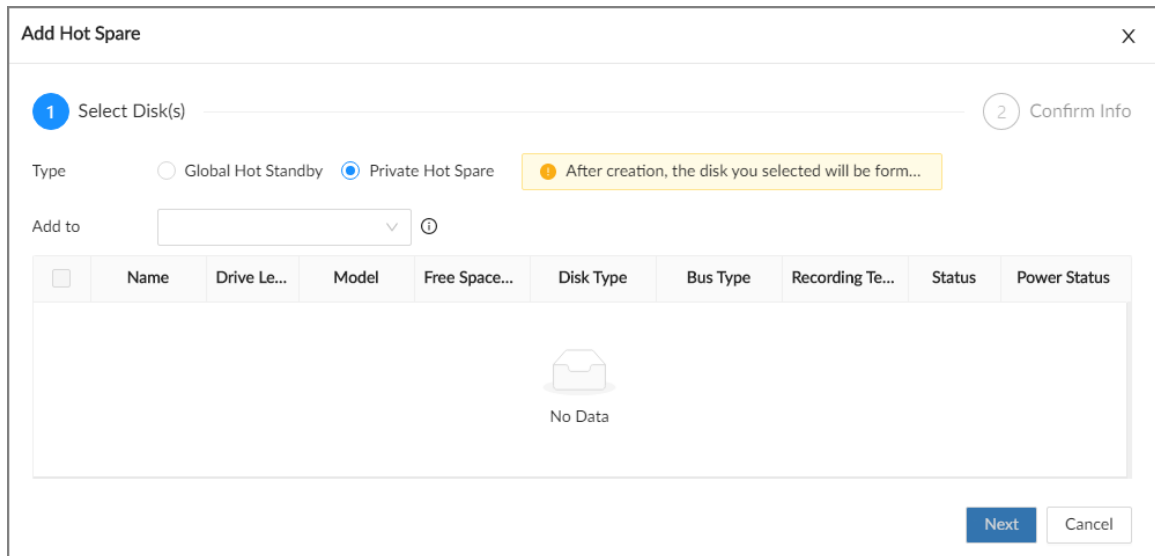 Add Hot Spare
X
1 Select Disk(s) 2 Confirm Info
Type Global Hot Standby Private Hot Spare After creation, the disk you selected will be form...
Add to
Name Drive Le... Model Free Space... Disk Type Bus Type Recording Te... Status Power Status
No Data
Next Cancel